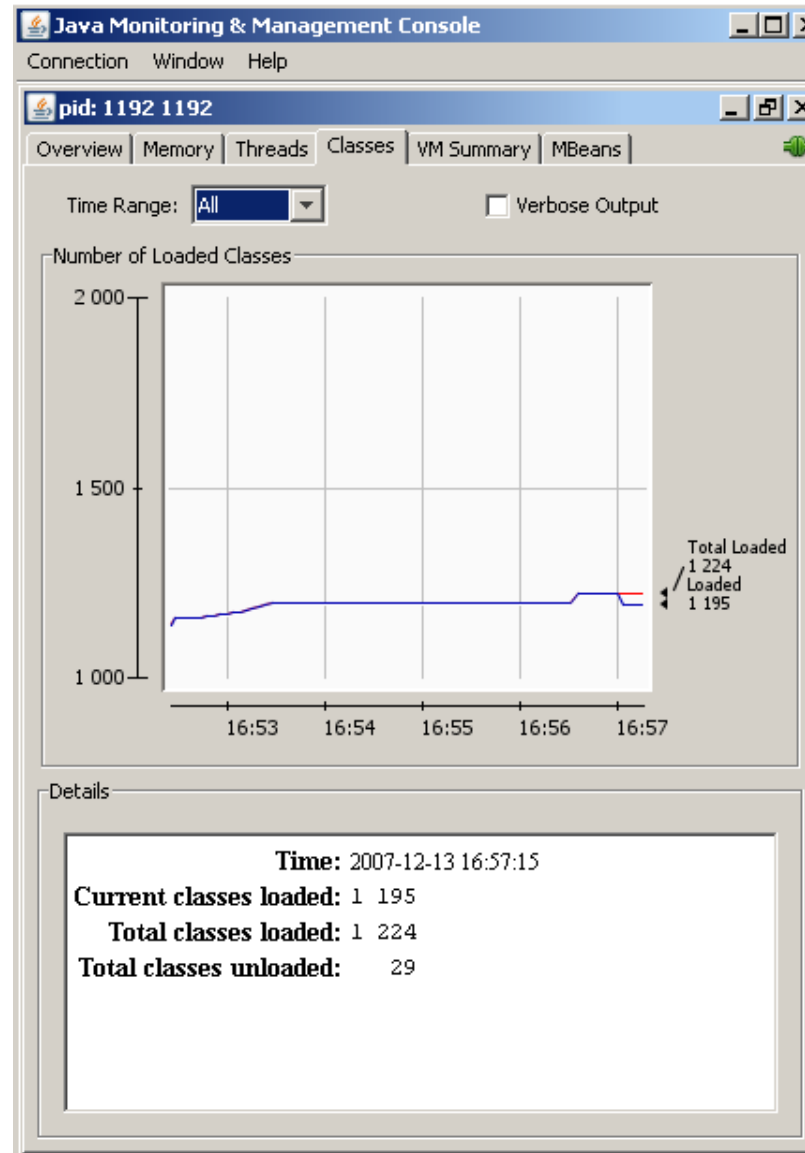 Java Monitoring & Management Console
Connection Window Help
pid: 1192 1192
Overview Memory Threads Classes VM Summary MBeans
Time Range: All Verbose Output
Number of Loaded Classes
2 000
1 500
1 000
Total Loaded
1 224
Loaded
1 195
16:53 16:54 16:55 16:56 16:57
Details
Time: 2007-12-13 16:57:15
Current classes loaded: 1 195
Total classes loaded: 1 224
Total classes unloaded: 29